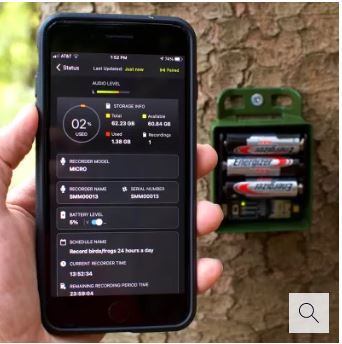 AT&T
1:52 PM
74%
Status
Last Updated: Just now
Paired
AUDIO LEVEL
L
STORAGE INFO
02%
USED
Total
62.23 GB
Available
60.84 GB
Used
1.38 GB
Recordings
1
RECORDER MODEL
MICRO
RECORDER NAME
SMM00013
SERIAL NUMBER
SMM00013
BATTERY LEVEL
5%
SCHEDULE NAME
Record birds/frogs 24 hours a day
CURRENT RECORDER TIME
13:52:34
REMAINING RECORDING PERIOD TIME
23:59:04
Energizer
Energizer
Energizer